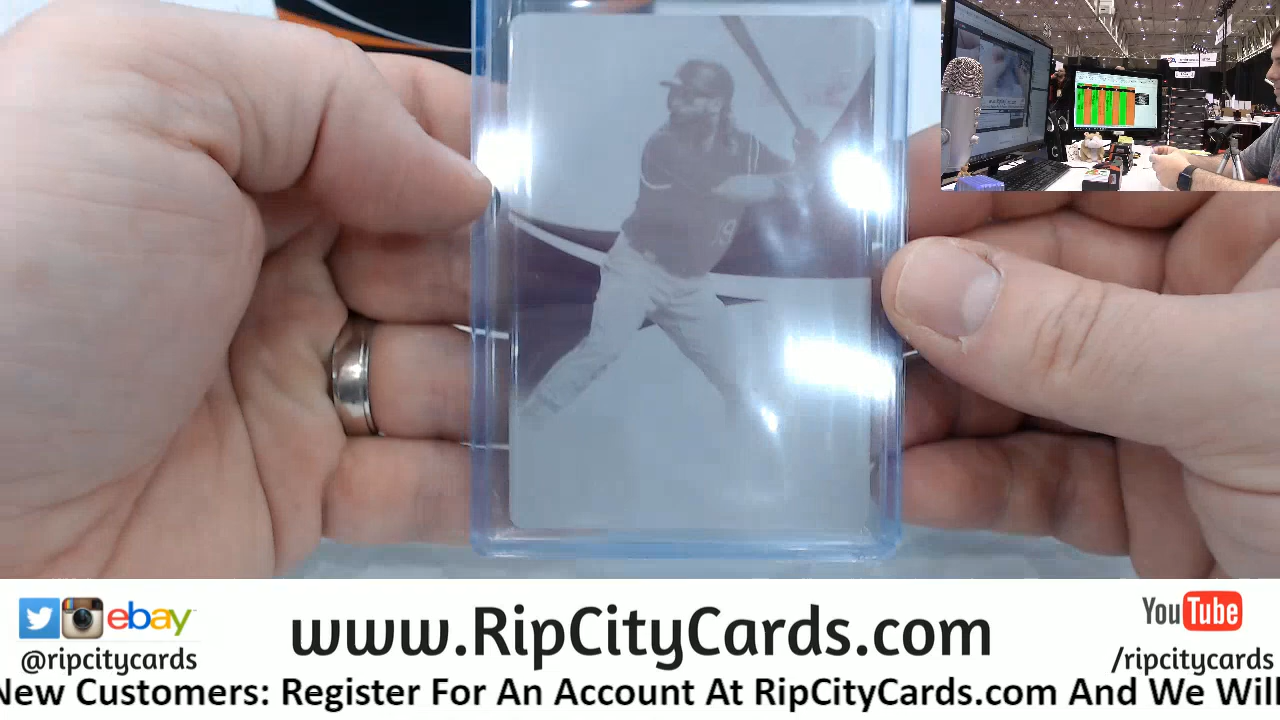 19
ebay
@ripcitycards
www.RipCityCards.com
YouTube
/ripcitycards
New Customers: Register For An Account At RipCityCards.com And We Will